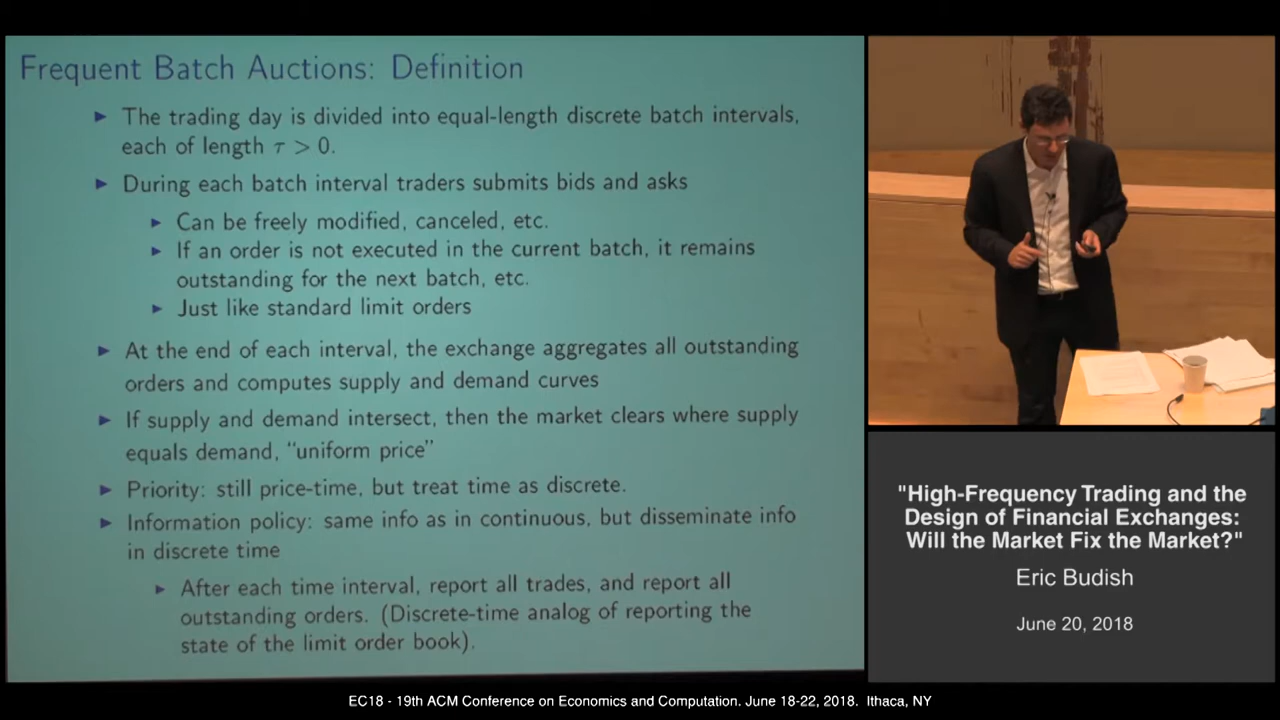 Frequent Batch Auctions: Definition
The trading day is divided into equal-length discrete batch intervals,
each of length τ > 0.
During each batch interval traders submits bids and asks
Can be freely modified, canceled, etc.
If an order is not executed in the current batch, it remains
outstanding for the next batch, etc.
Just like standard limit orders
At the end of each interval, the exchange aggregates all outstanding
orders and computes supply and demand curves
If supply and demand intersect, then the market clears where supply
equals demand, “uniform price”
Priority: still price-time, but treat time as discrete.
Information policy: same info as in continuous, but disseminate info
in discrete time
After each time interval, report all trades, and report all
outstanding orders. (Discrete-time analog of reporting the
state of the limit order book).
"High-Frequency Trading and the
Design of Financial Exchanges:
Will the Market Fix the Market?"
Eric Budish
June 20, 2018
EC18 - 19th ACM Conference on Economics and Computation. June 18-22, 2018. Ithaca, NY